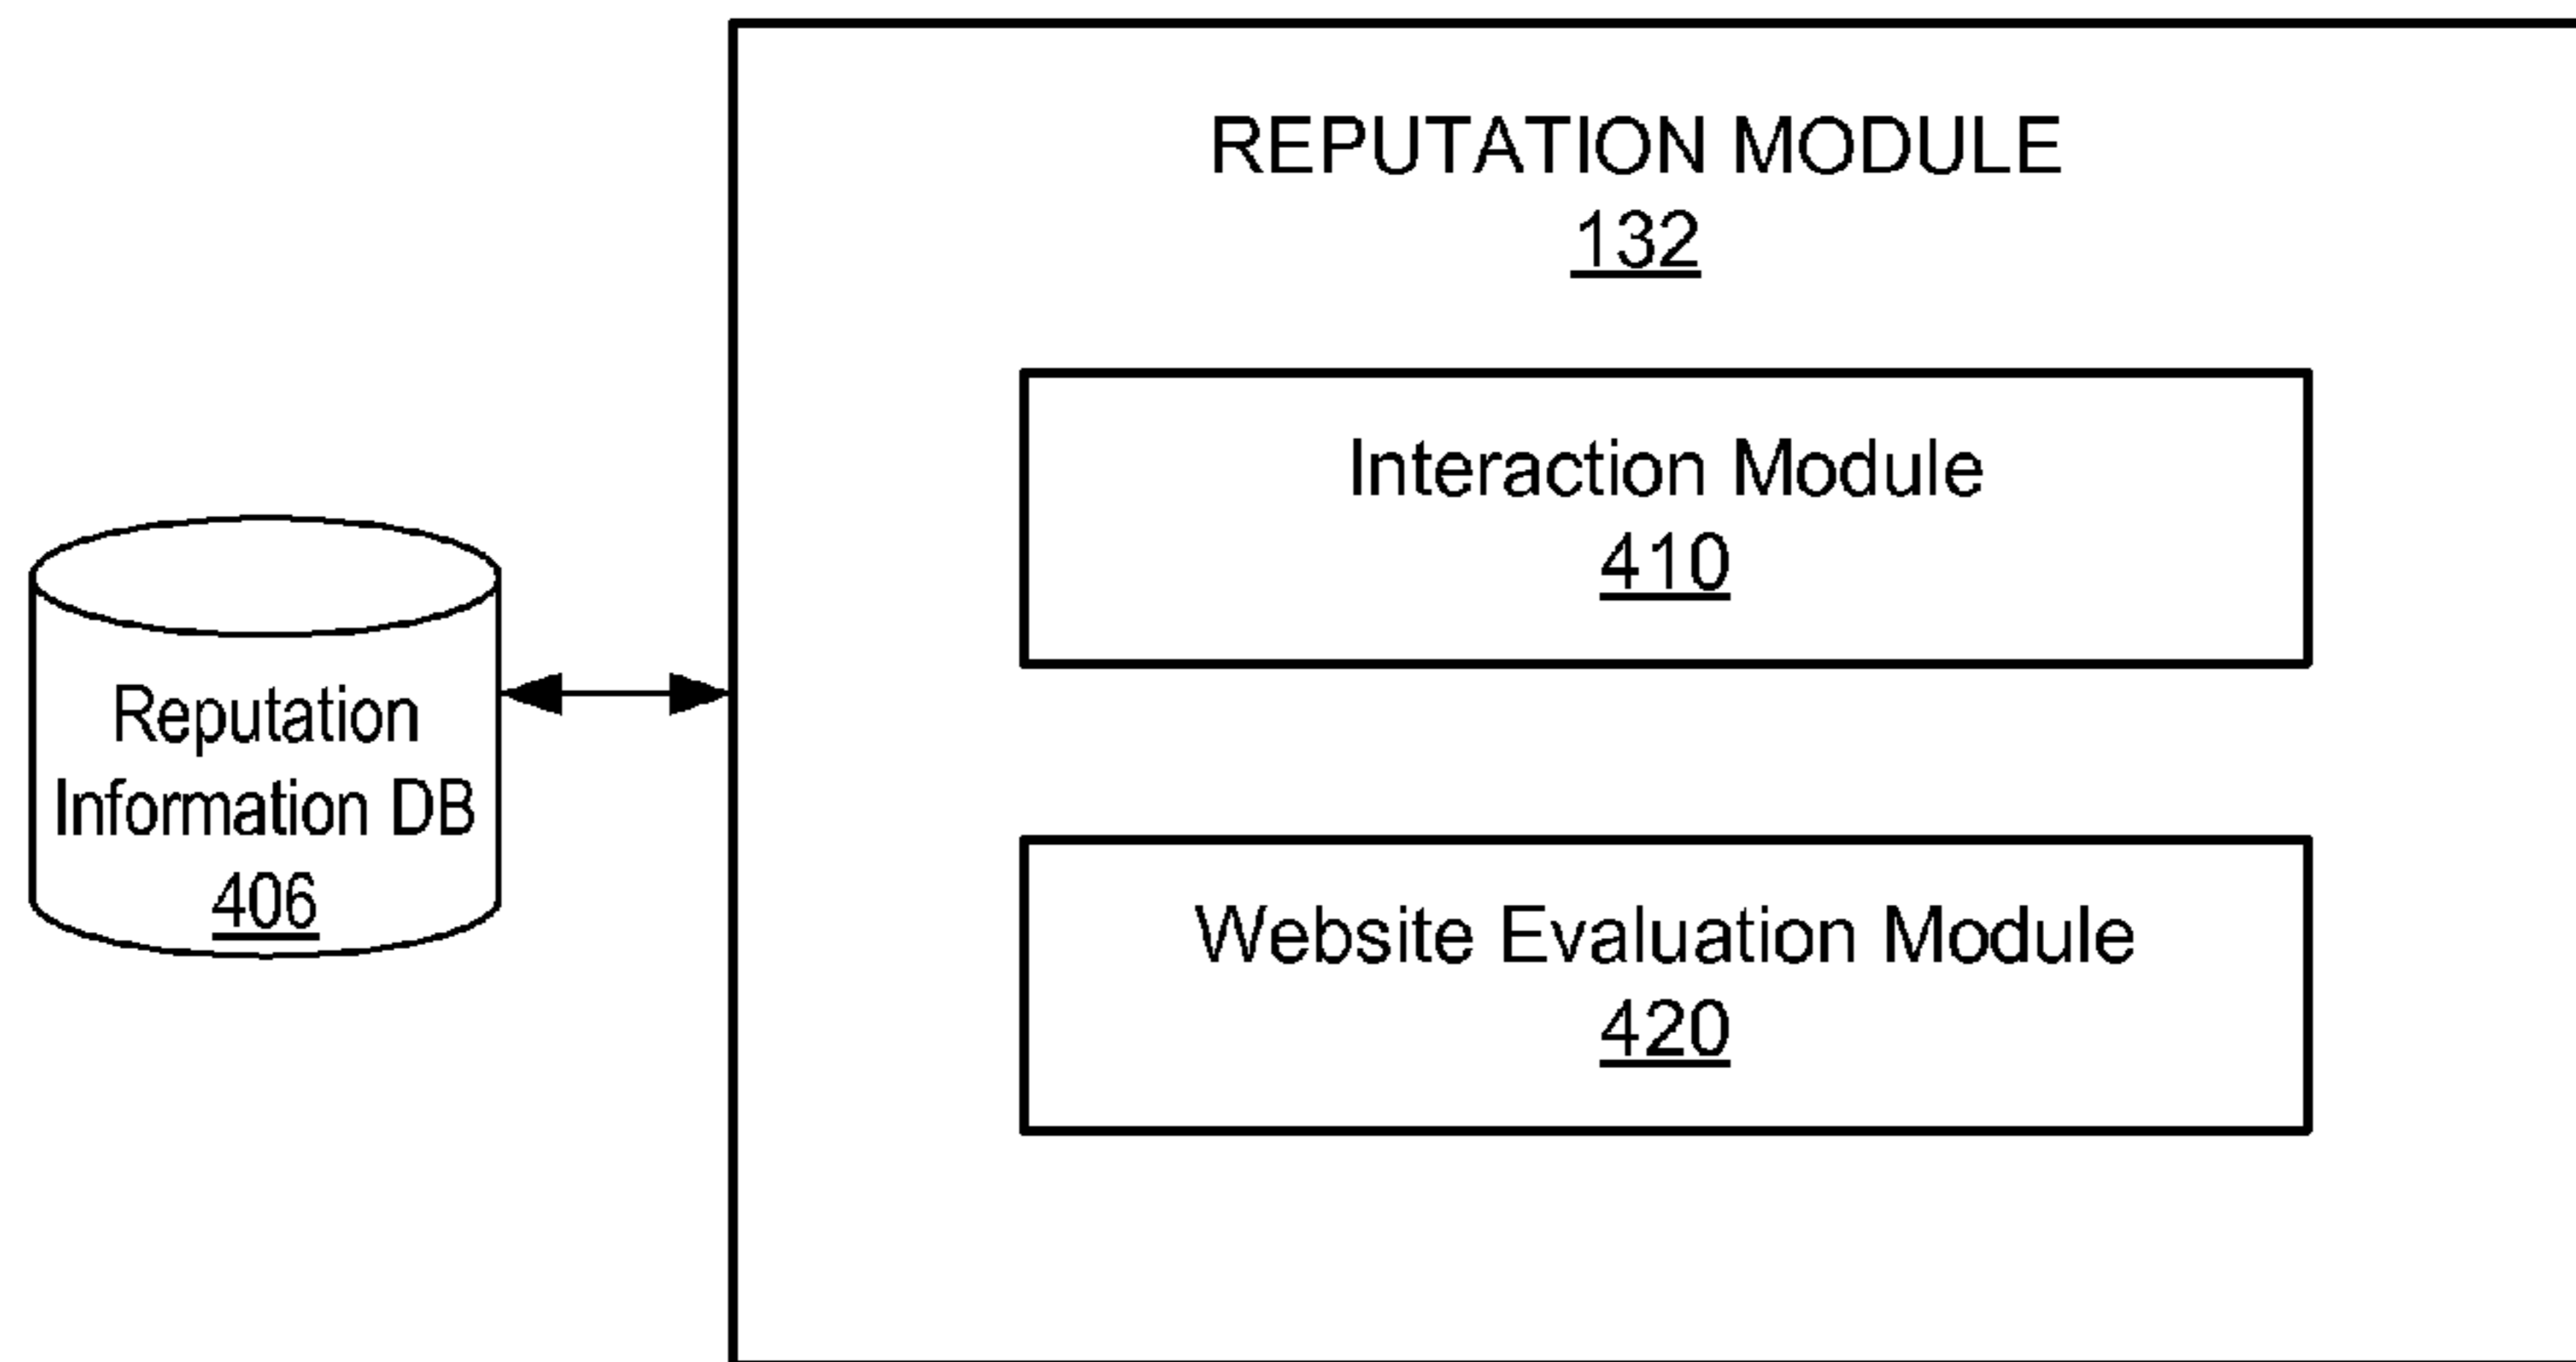 REPUTATION MODULE
132
Interaction Module
410
Reputation
Information DB
406
Website Evaluation Module
420